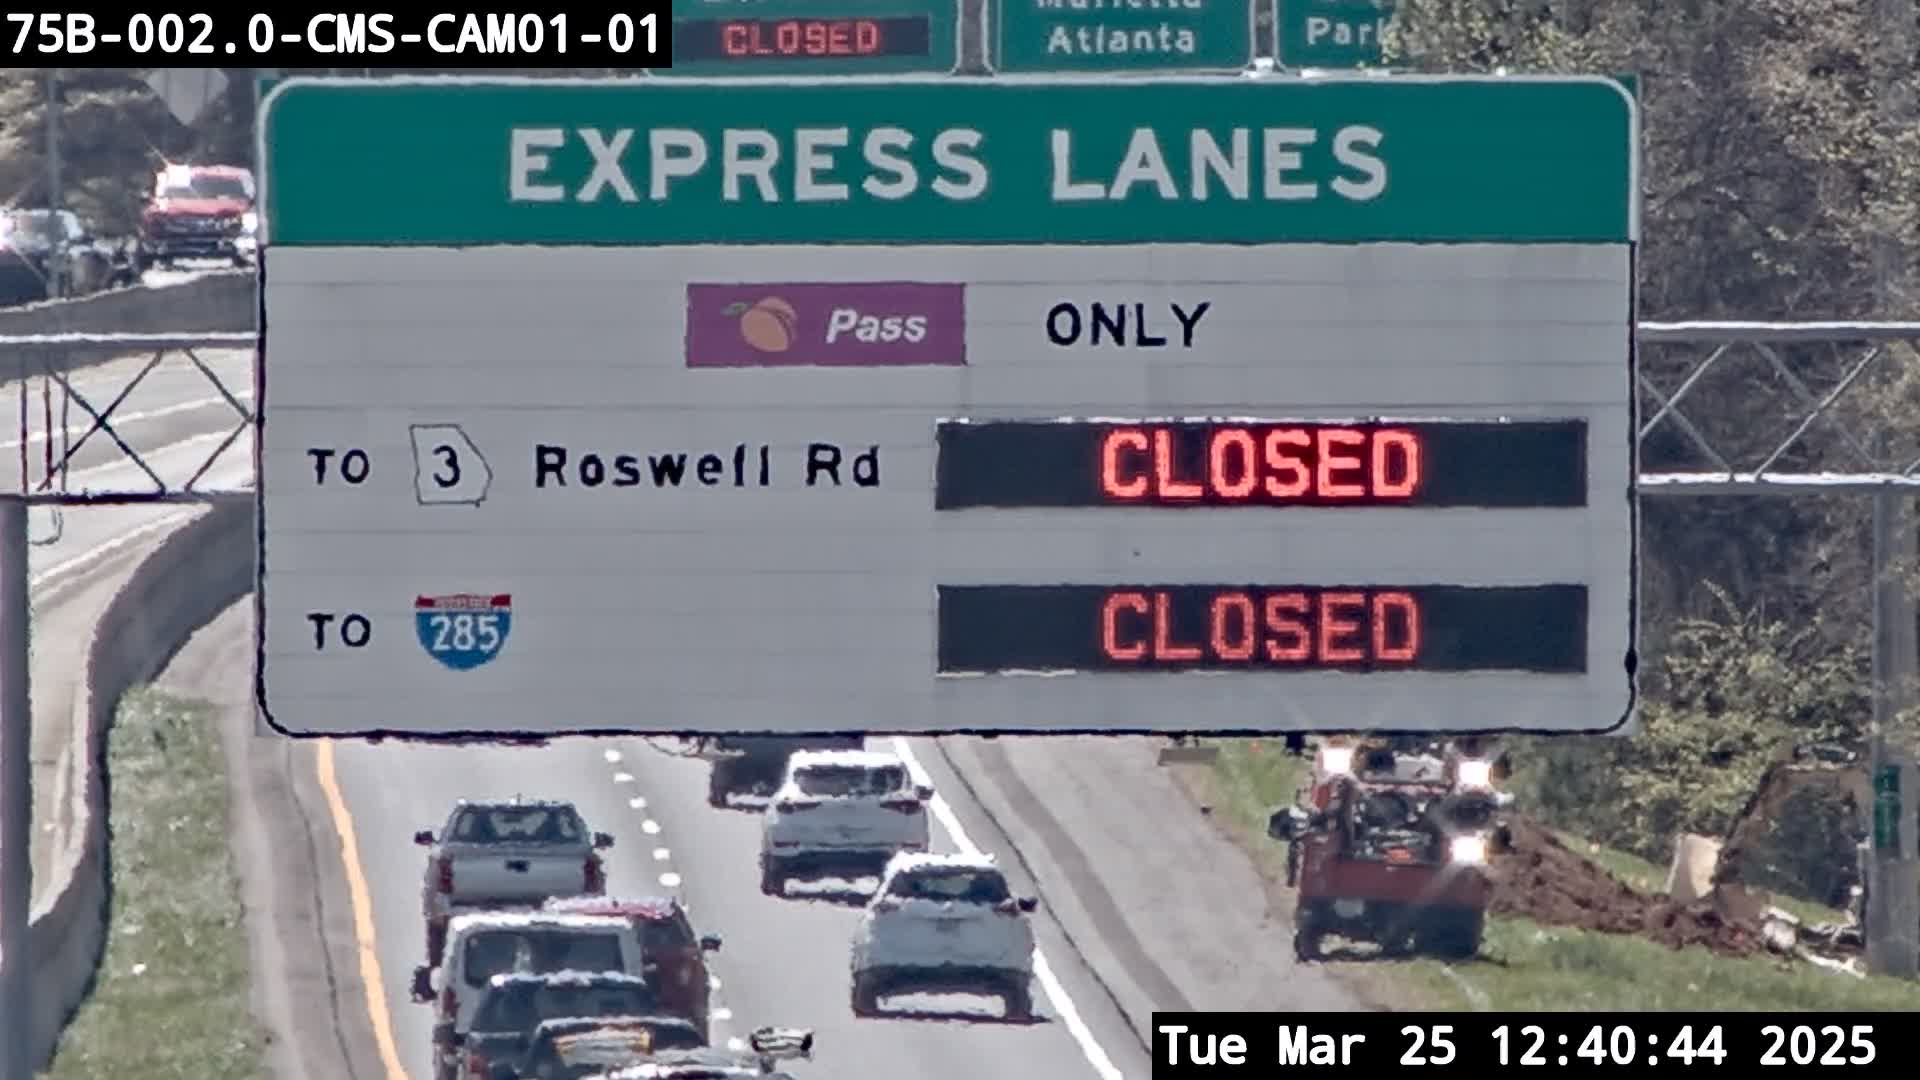 75B-002.0-CMS-CAM01-01
CLOSED
Atlanta
EXPRESS LANES
Pass ONLY
TO 3 Roswell Rd CLOSED
TO 285 CLOSED
Tue Mar 25 12:40:44 2025